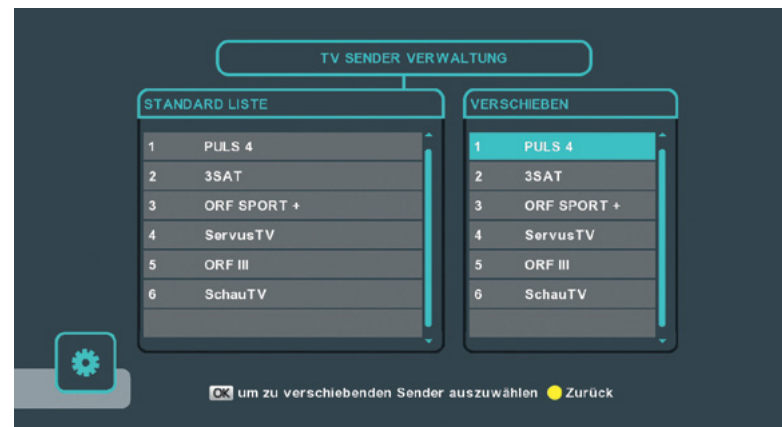 TV SENDER VERWALTUNG
STANDARD LISTE
1 PULS 4
2 3SAT
3 ORF SPORT +
4 ServusTV
5 ORF III
6 SchauTV
VERSCHIEBEN
1 PULS 4
2 3SAT
3 ORF SPORT +
4 ServusTV
5 ORF III
6 SchauTV
OK um zu verschiebenden Sender auszuwählen Zurück